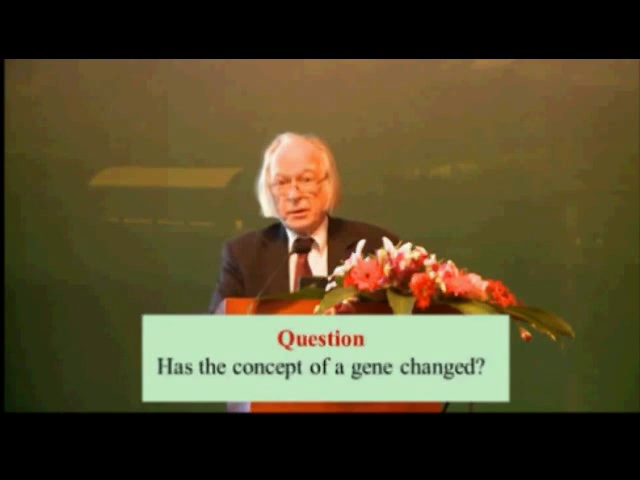 Question
Has the concept of a gene changed?